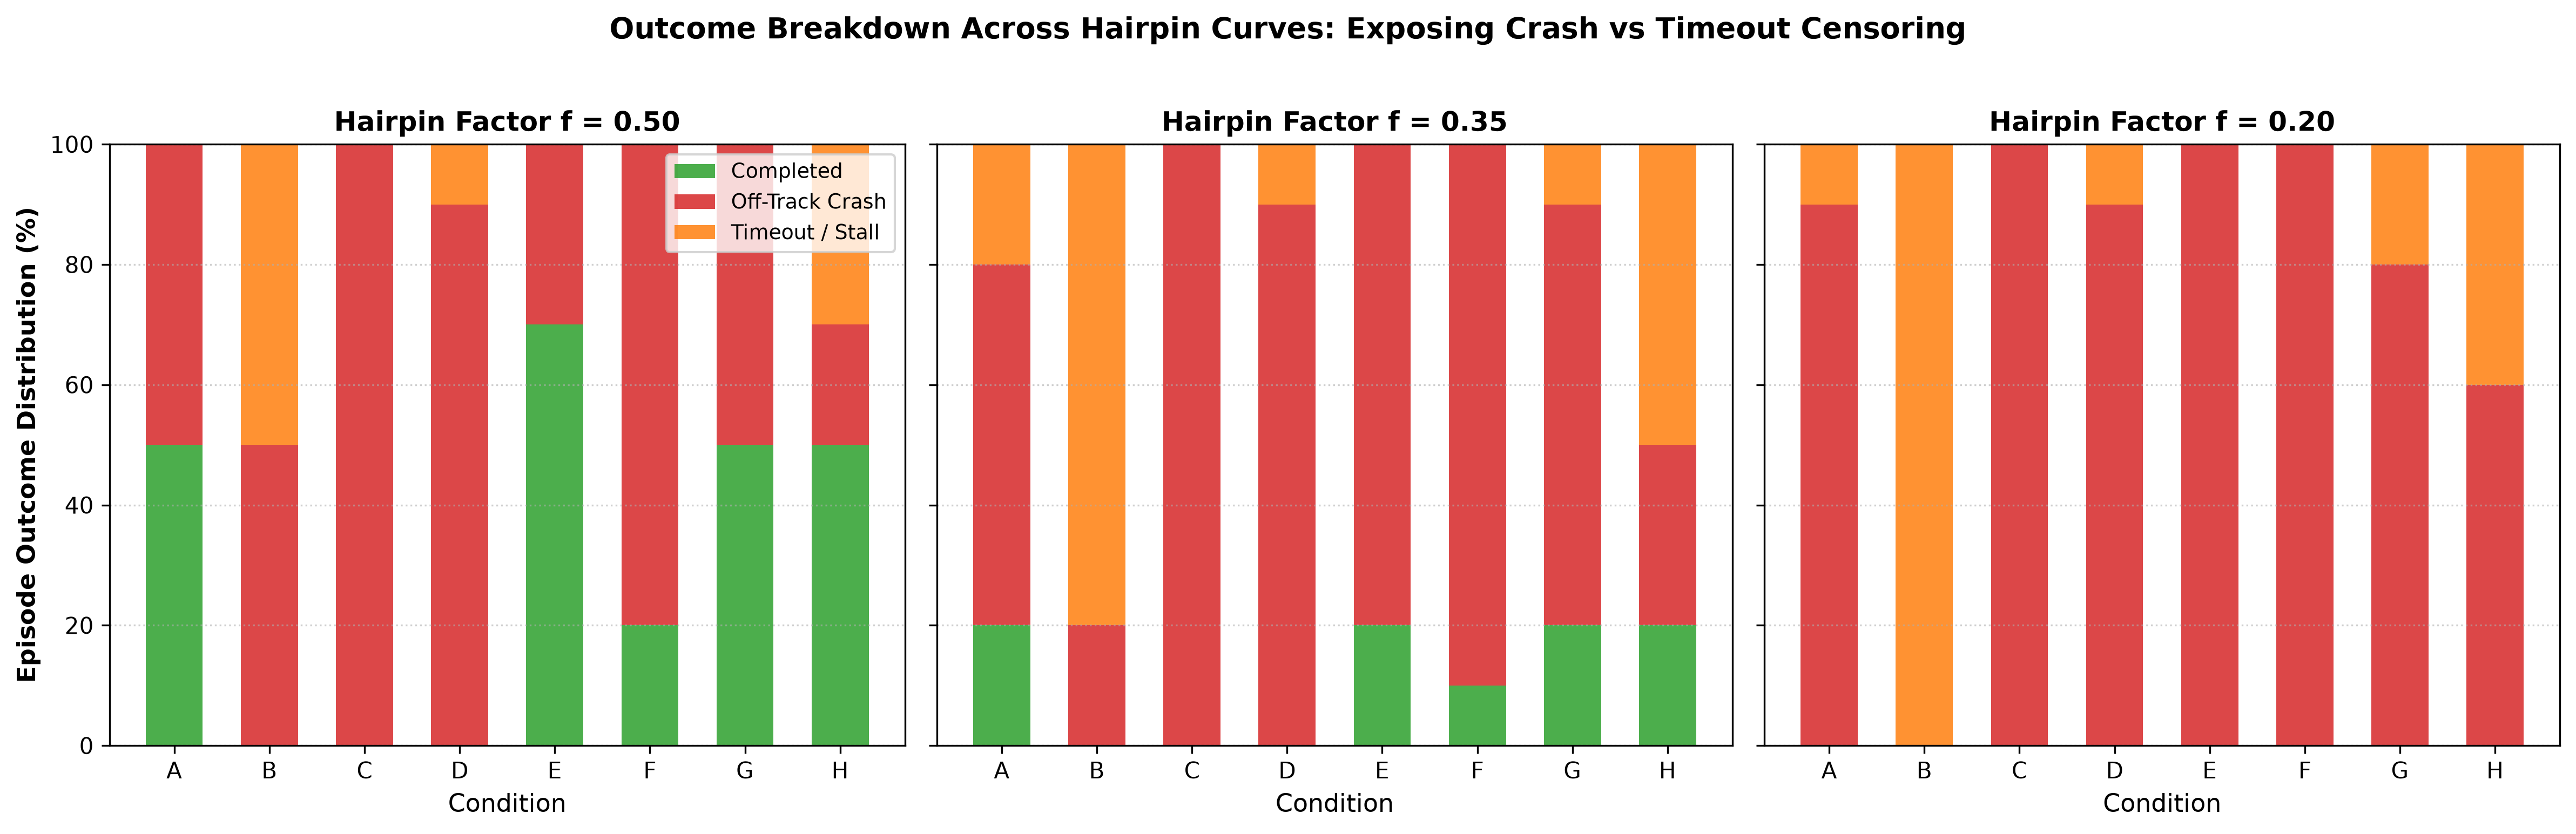 Outcome Breakdown Across Hairpin Curves: Exposing Crash vs Timeout Censoring
Hairpin Factor f = 0.50
Hairpin Factor f = 0.35
Hairpin Factor f = 0.20
Episode Outcome Distribution (%)
100
80
60
40
20
0
Completed
Off-Track Crash
Timeout / Stall
A B C D E F G H
A B C D E F G H
A B C D E F G H
Condition
Condition
Condition